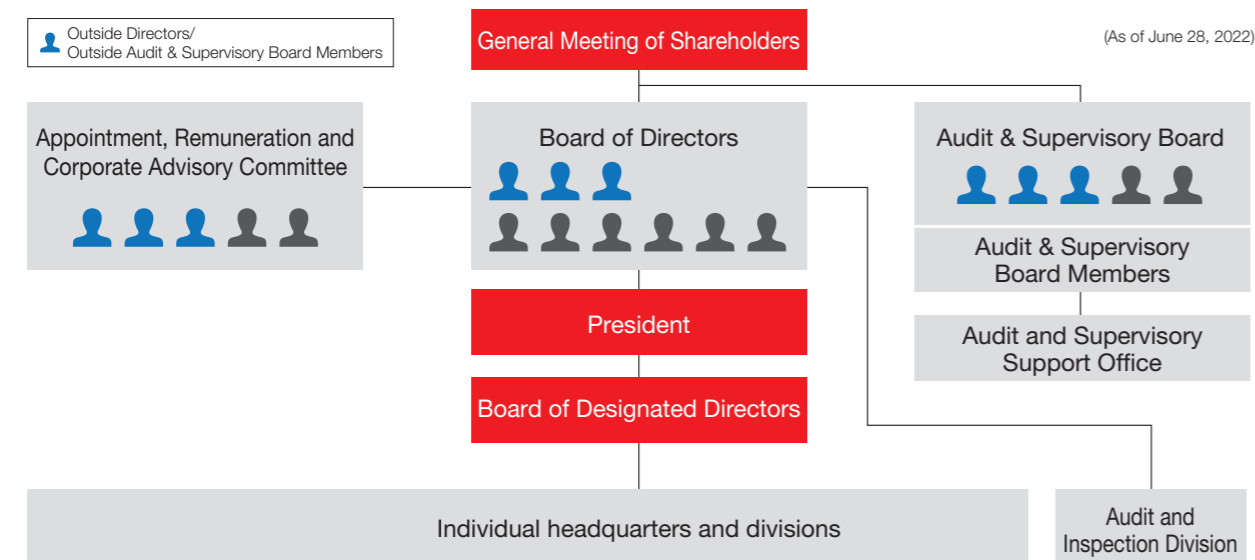 Outside Directors/
Outside Audit & Supervisory Board Members
General Meeting of Shareholders
(As of June 28, 2022)
Appointment, Remuneration and
Corporate Advisory Committee
Board of Directors
Audit & Supervisory Board
Audit & Supervisory
Board Members
Audit and Supervisory
Support Office
President
Board of Designated Directors
Individual headquarters and divisions
Audit and
Inspection Division